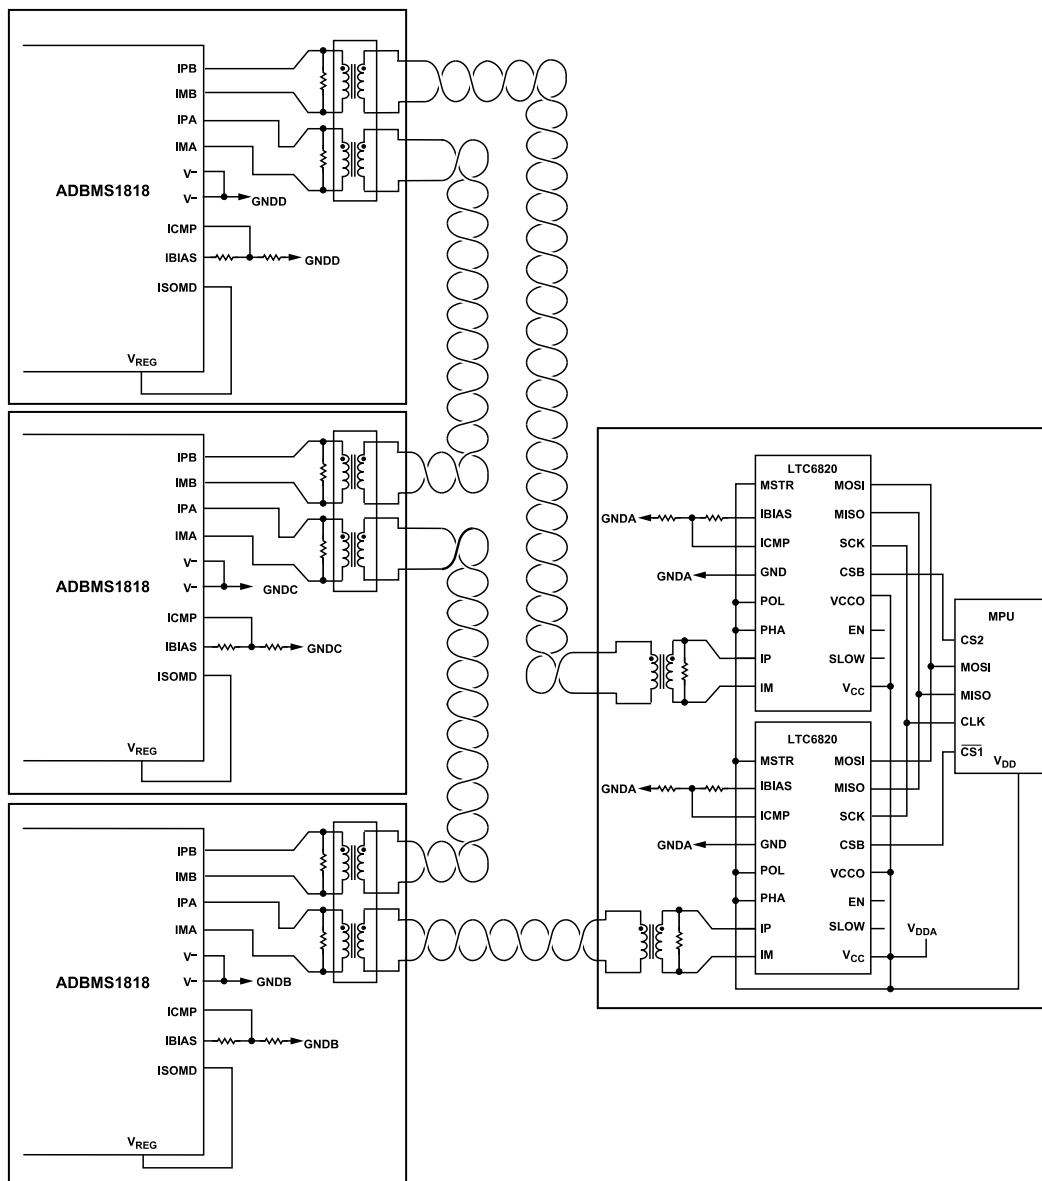 IPB
IMB
IPA
IMA
V–
V–
GNDD
ADBMS1818
ICMP
IBIAS
GNDD
ISOMD
VREG
IPB
IMB
IPA
IMA
V–
V–
GNDC
ADBMS1818
ICMP
IBIAS
GNDC
ISOMD
VREG
IPB
IMB
IPA
IMA
V–
V–
GNDB
ADBMS1818
ICMP
IBIAS
GNDB
ISOMD
VREG
LTC6820
MSTR
IBIAS
ICMP
GND
POL
PHA
IP
IM
MOSI
MISO
SCK
CSB
VCCO
EN
SLOW
VCC
GNDA
GNDA
LTC6820
MSTR
IBIAS
ICMP
GND
POL
PHA
IP
IM
MOSI
MISO
SCK
CSB
VCCO
EN
SLOW
VCC
GNDA
GNDA
MPU
CS2
MOSI
MISO
CLK
C̅S̅1̅
VDD
VDDA